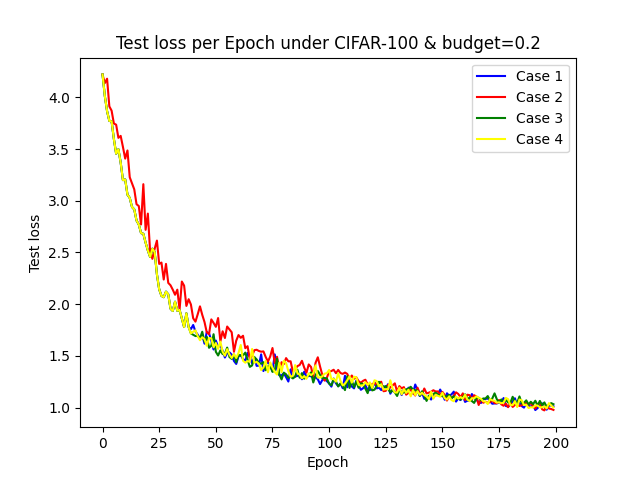 Test loss per Epoch under CIFAR-100 & budget=0.2
Case 1
Case 2
Case 3
Case 4
4.0
3.5
3.0
2.5
2.0
1.5
1.0
Test loss
0 25 50 75 100 125 150 175 200
Epoch